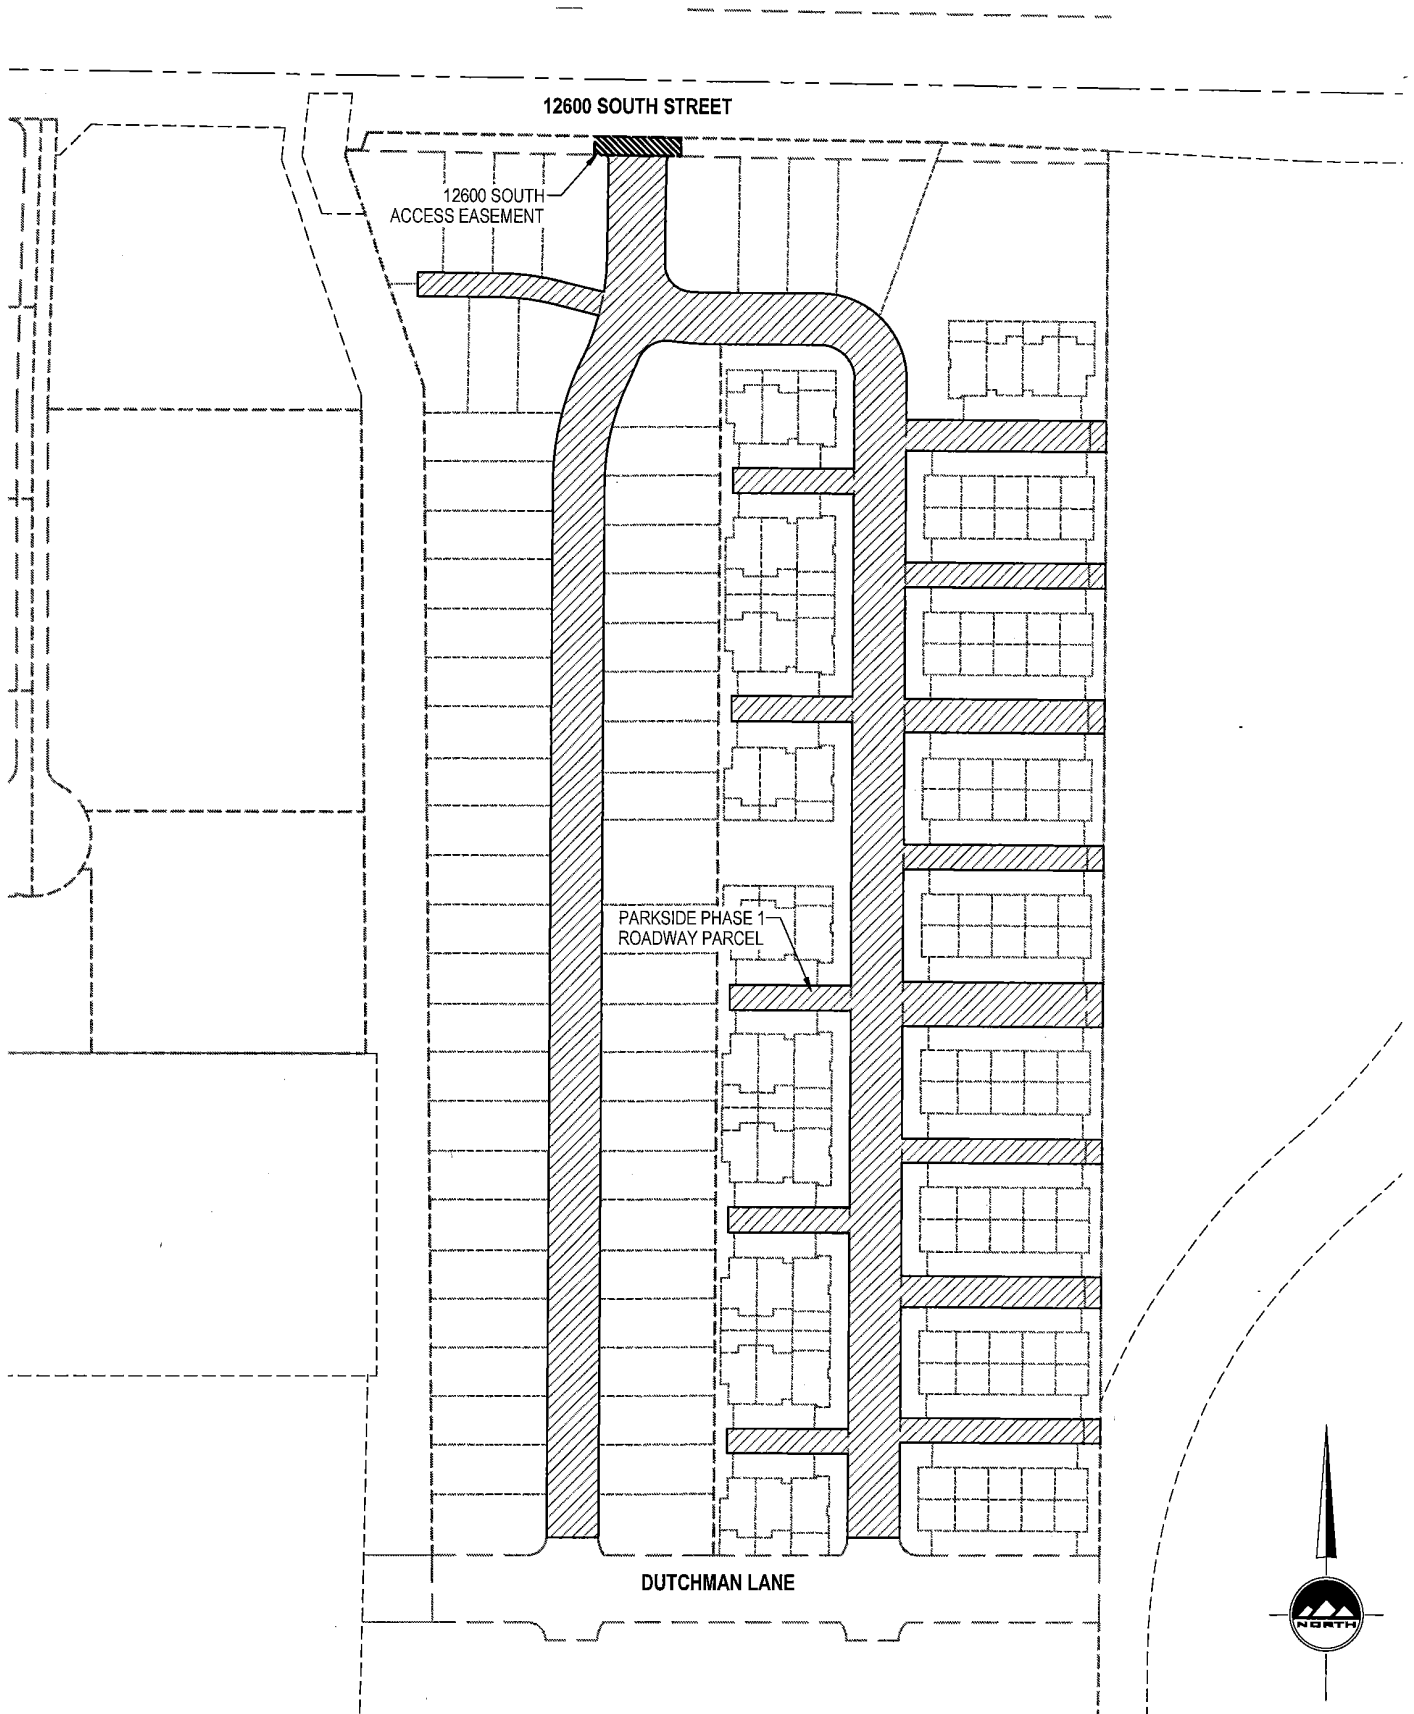 12600 SOUTH STREET
12600 SOUTH
ACCESS EASEMENT
PARKSIDE PHASE 1
ROADWAY PARCEL
DUTCHMAN LANE
NORTH